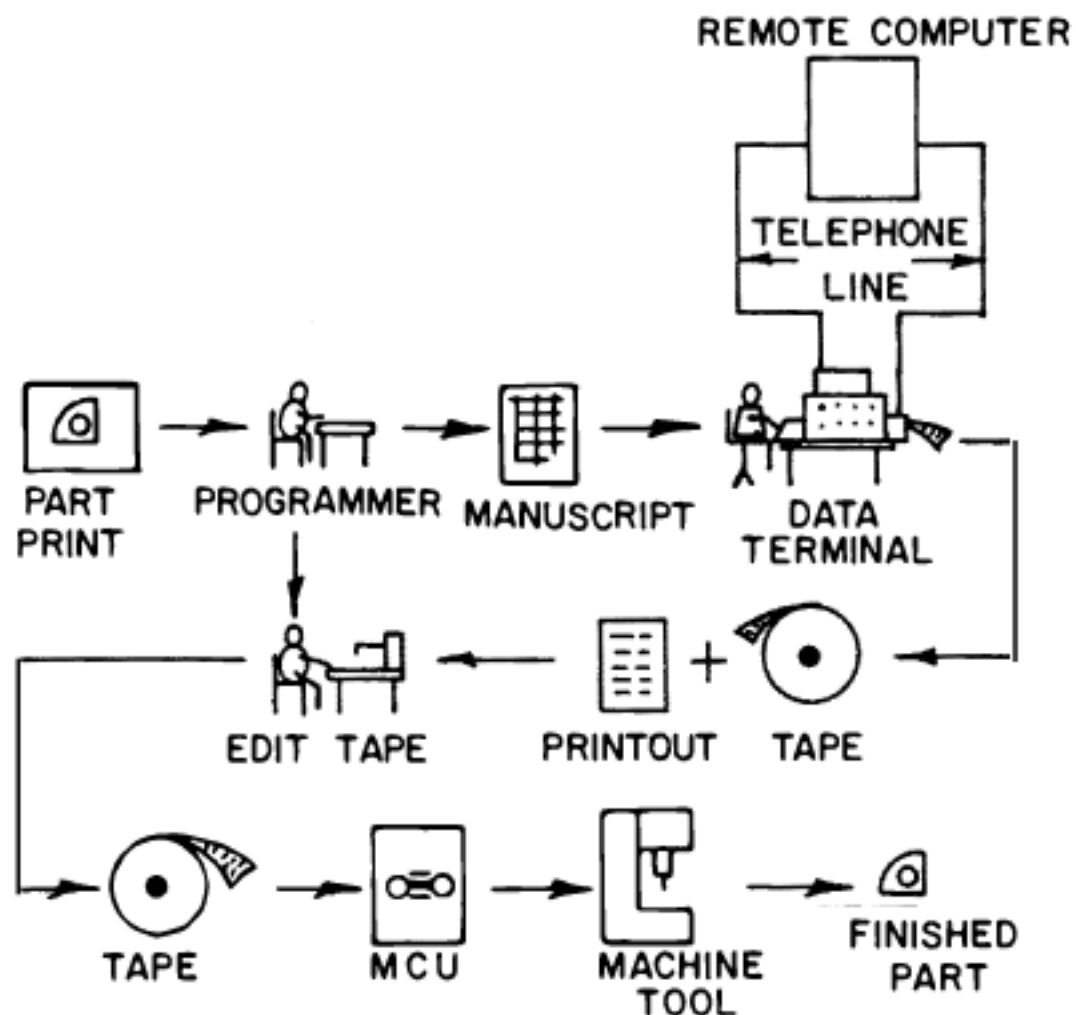 REMOTE COMPUTER
TELEPHONE
LINE
PART
PRINT
PROGRAMMER
MANUSCRIPT
DATA
TERMINAL
EDIT TAPE
PRINTOUT
+
TAPE
TAPE
MCU
MACHINE
TOOL
FINISHED
PART